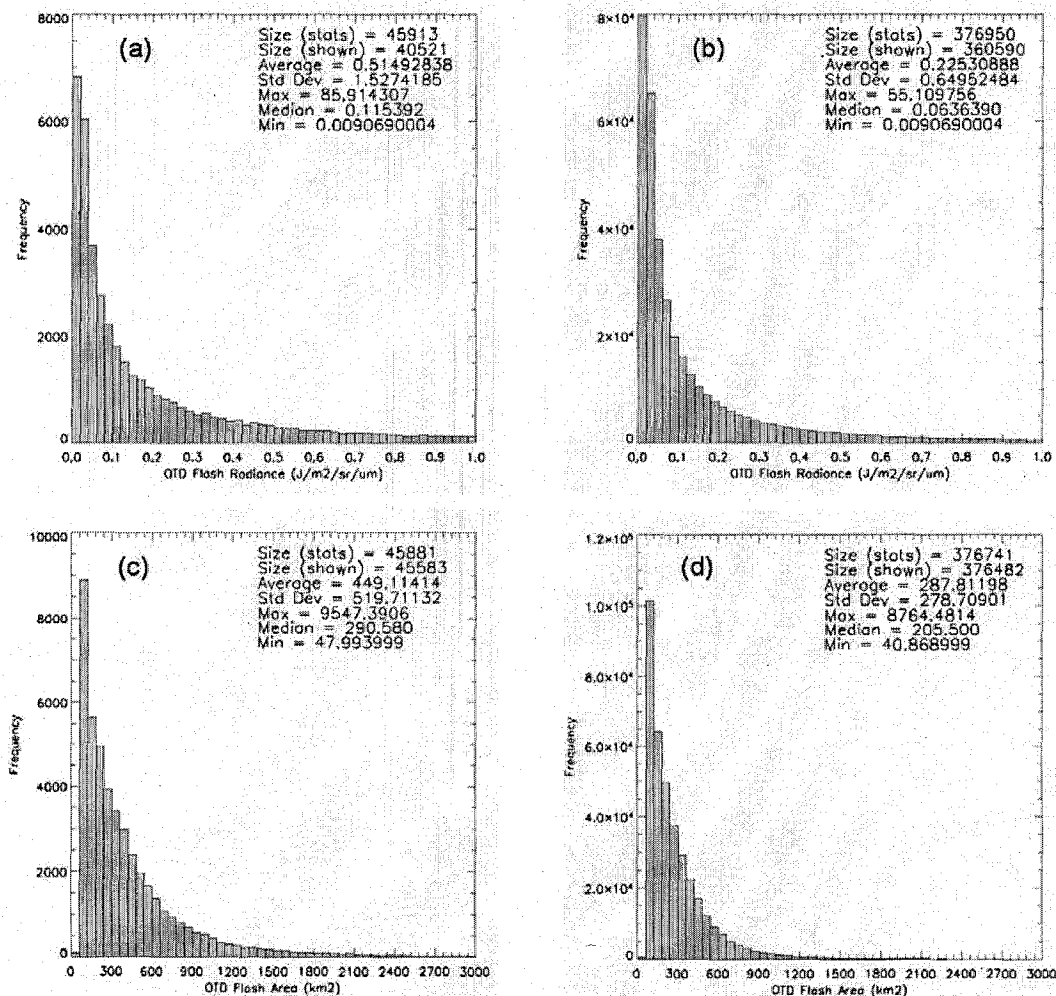 (a)
Size (stats) = 45913
Size (shown) = 40521
Average = 0.51492838
Std Dev = 1.5274185
Max = 85.914307
Median = 0.115392
Min = 0.0090690004
8000
6000
4000
2000
0
Frequency
0.0 0.1 0.2 0.3 0.4 0.5 0.6 0.7 0.8 0.9 1.0
OTD Flash Radiance (J/m2/sr/um)
(b)
Size (stats) = 376950
Size (shown) = 360590
Average = 0.22530888
Std Dev = 0.64952484
Max = 55.109756
Median = 0.0636390
Min = 0.0090690004
8×10⁴
6×10⁴
4×10⁴
2×10⁴
0
Frequency
0.0 0.1 0.2 0.3 0.4 0.5 0.6 0.7 0.8 0.9 1.0
OTD Flash Radiance (J/m2/sr/um)
(c)
Size (stats) = 45881
Size (shown) = 45583
Average = 449.11414
Std Dev = 519.71132
Max = 9547.3906
Median = 290.580
Min = 47.993999
10000
8000
6000
4000
2000
0
Frequency
0 300 600 900 1200 1500 1800 2100 2400 2700 3000
OTD Flash Area (km2)
(d)
Size (stats) = 376741
Size (shown) = 376482
Average = 287.81198
Std Dev = 278.70901
Max = 8764.4814
Median = 205.500
Min = 40.868999
1.2×10⁵
1.0×10⁵
8.0×10⁴
6.0×10⁴
4.0×10⁴
2.0×10⁴
0
Frequency
0 300 600 900 1200 1500 1800 2100 2400 2700 3000
OTD Flash Area (km2)